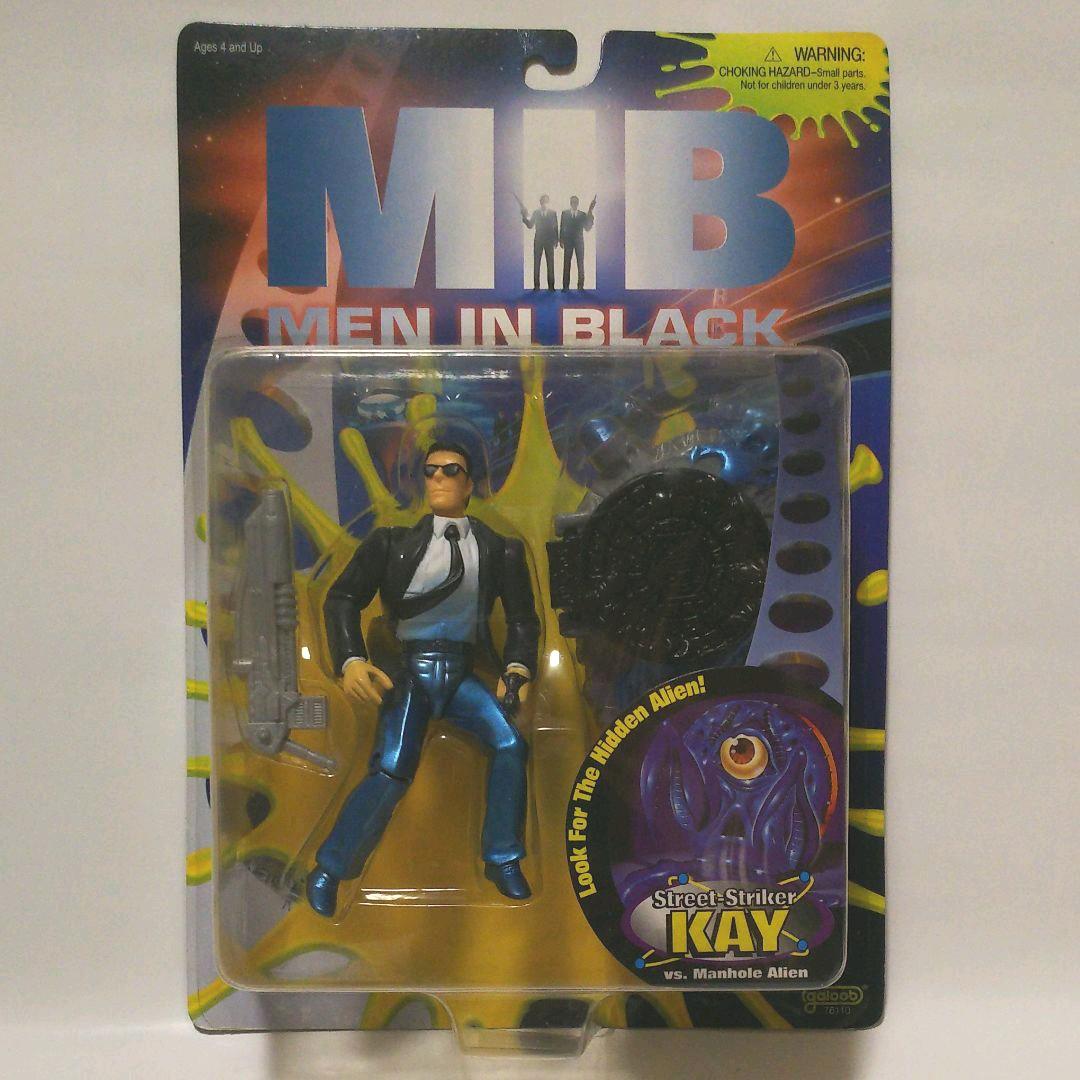 Ages 4 and Up
WARNING:
CHOKING HAZARD–Small parts.
Not for children under 3 years.
MIB
MEN IN BLACK
Look For The Hidden Alien!
Street-Striker
KAY
vs. Manhole Alien
galoob®
76110